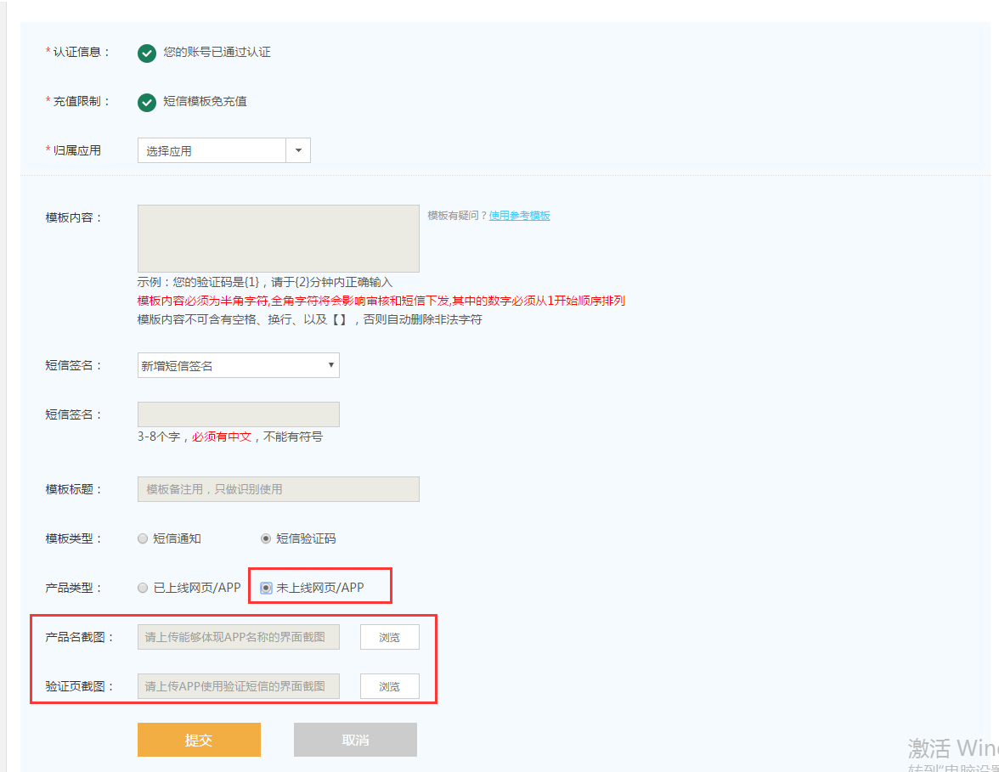 *认证信息： 您的账号已通过认证
*充值限制： 短信模板免充值
*归属应用 选择应用
模板内容： 模板有疑问？使用参考模板
示例：您的验证码是{1}，请于{2}分钟内正确输入
模板内容必须为半角字符,全角字符将会影响审核和短信下发,其中的数字必须从1开始顺序排列
模版内容不可含有空格、换行、以及【】，否则自动删除非法字符
短信签名： 新增短信签名
短信签名：
3-8个字，必须有中文，不能有符号
模板标题： 模板备注用，只做识别使用
模板类型： 短信通知 短信验证码
产品类型： 已上线网页/APP 未上线网页/APP
产品名截图： 请上传能够体现APP名称的界面截图 浏览
验证页截图： 请上传APP使用验证短信的界面截图 浏览
提交 取消
激活 Win
转到"电脑设